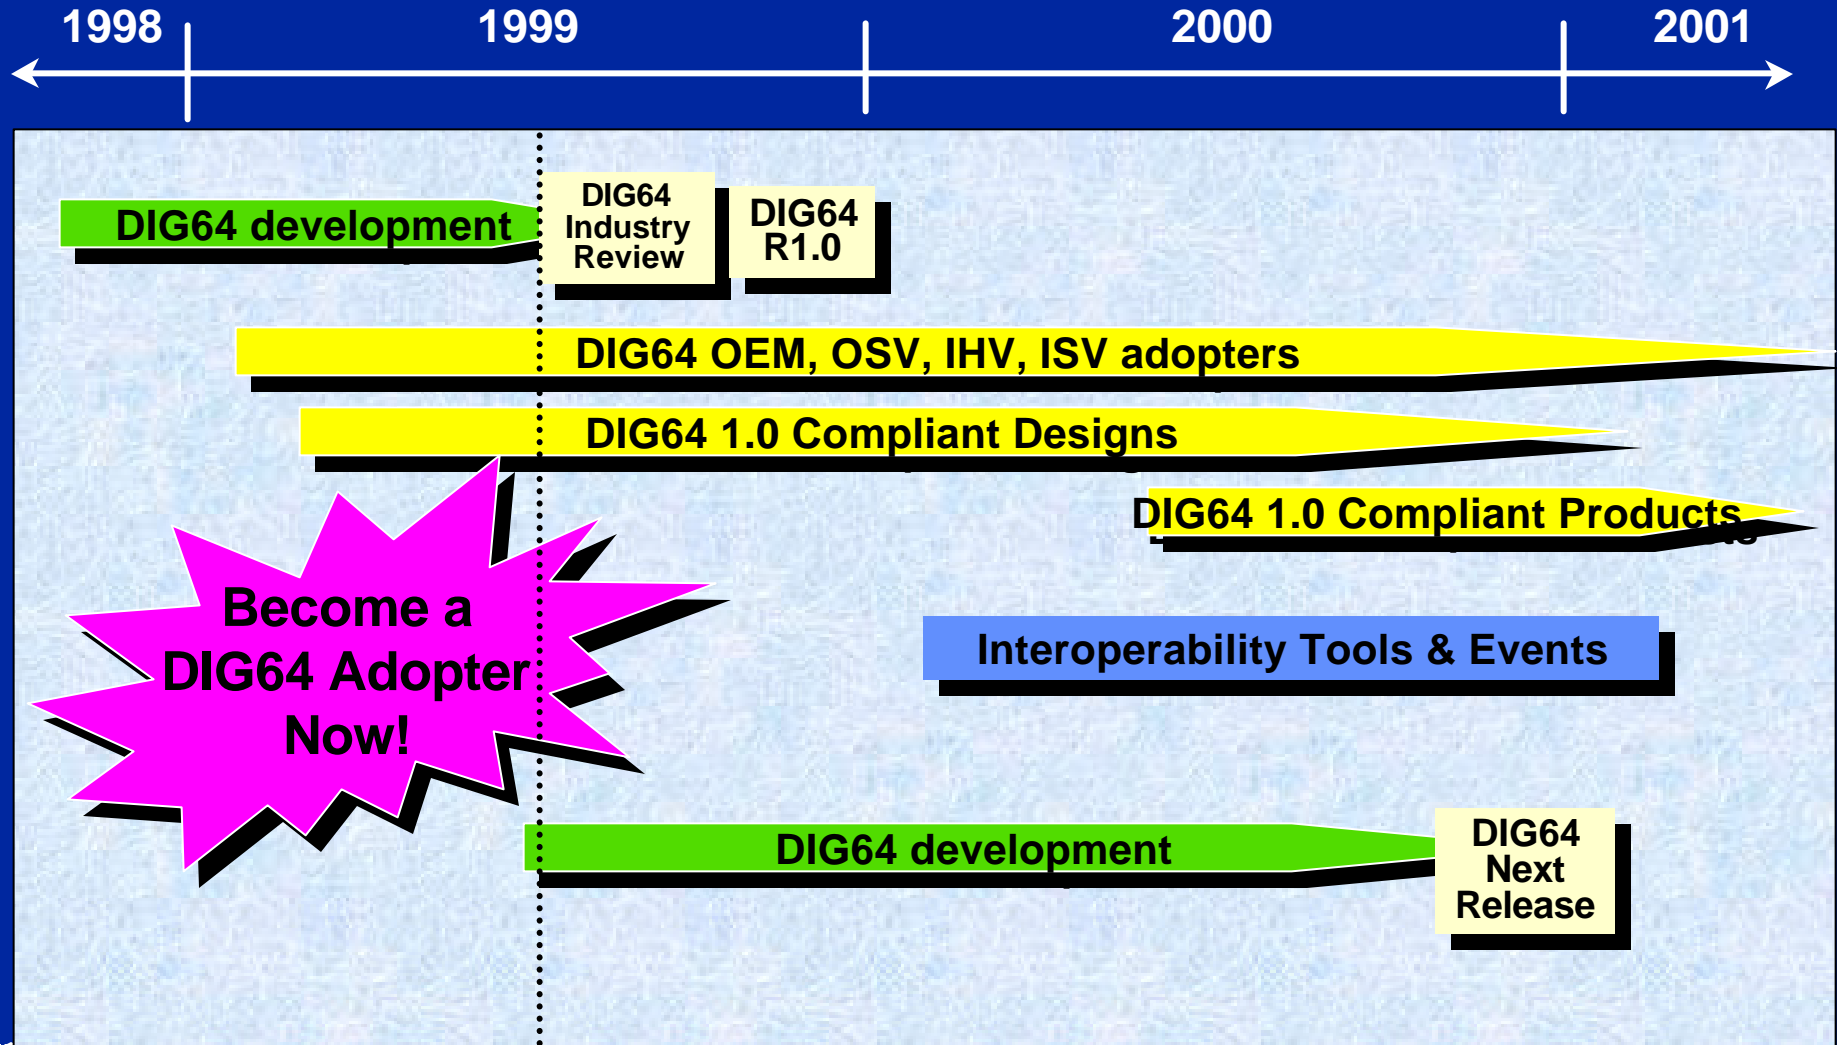 1998 1999 2000 2001
DIG64 development
DIG64
Industry
Review
DIG64
R1.0
DIG64 OEM, OSV, IHV, ISV adopters
DIG64 1.0 Compliant Designs
DIG64 1.0 Compliant Products
Become a
DIG64 Adopter
Now!
Interoperability Tools & Events
DIG64 development
DIG64
Next
Release